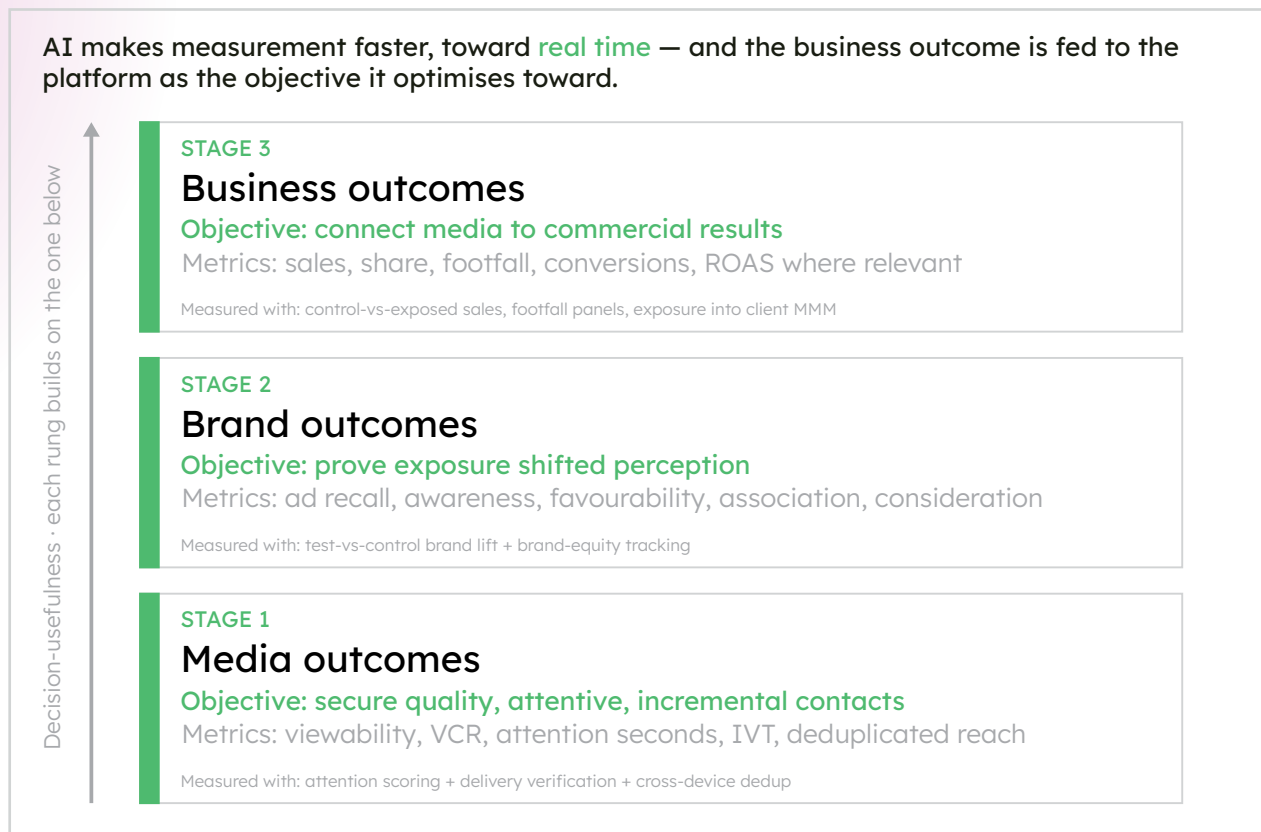 AI makes measurement faster, toward real time — and the business outcome is fed to the
platform as the objective it optimises toward.
Decision-usefulness · each rung builds on the one below
STAGE 3
Business outcomes
Objective: connect media to commercial results
Metrics: sales, share, footfall, conversions, ROAS where relevant
Measured with: control-vs-exposed sales, footfall panels, exposure into client MMM
STAGE 2
Brand outcomes
Objective: prove exposure shifted perception
Metrics: ad recall, awareness, favourability, association, consideration
Measured with: test-vs-control brand lift + brand-equity tracking
STAGE 1
Media outcomes
Objective: secure quality, attentive, incremental contacts
Metrics: viewability, VCR, attention seconds, IVT, deduplicated reach
Measured with: attention scoring + delivery verification + cross-device dedup